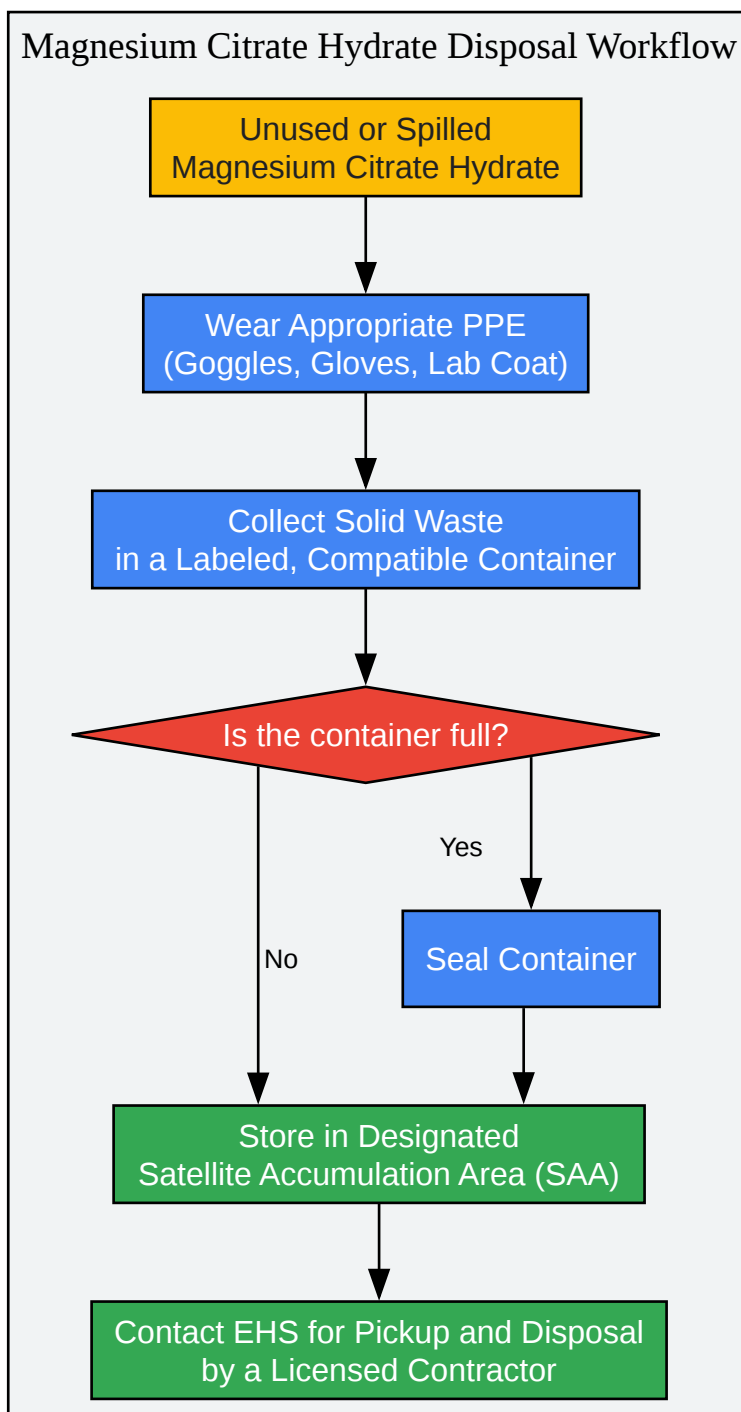 Magnesium Citrate Hydrate Disposal Workflow
Unused or Spilled
Magnesium Citrate Hydrate
Wear Appropriate PPE
(Goggles, Gloves, Lab Coat)
Collect Solid Waste
in a Labeled, Compatible Container
Is the container full?
Yes
Seal Container
No
Store in Designated
Satellite Accumulation Area (SAA)
Contact EHS for Pickup and Disposal
by a Licensed Contractor